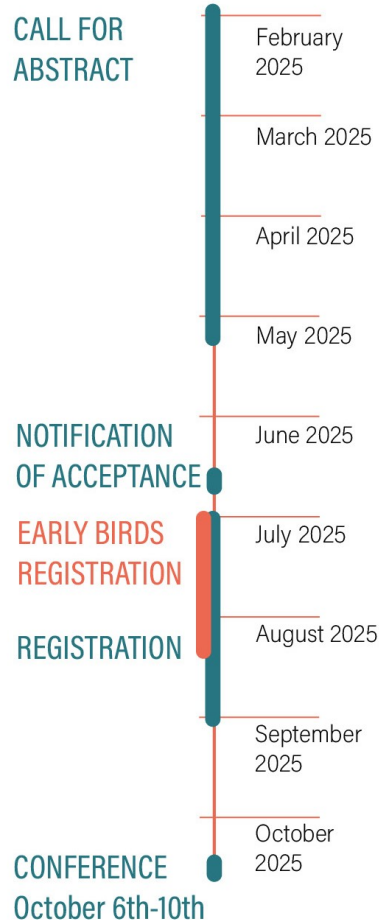 CALL FOR
ABSTRACT
February
2025
March 2025
April 2025
May 2025
NOTIFICATION
OF ACCEPTANCE
June 2025
EARLY BIRDS
REGISTRATION
July 2025
REGISTRATION
August 2025
September
2025
October
2025
CONFERENCE
October 6th-10th